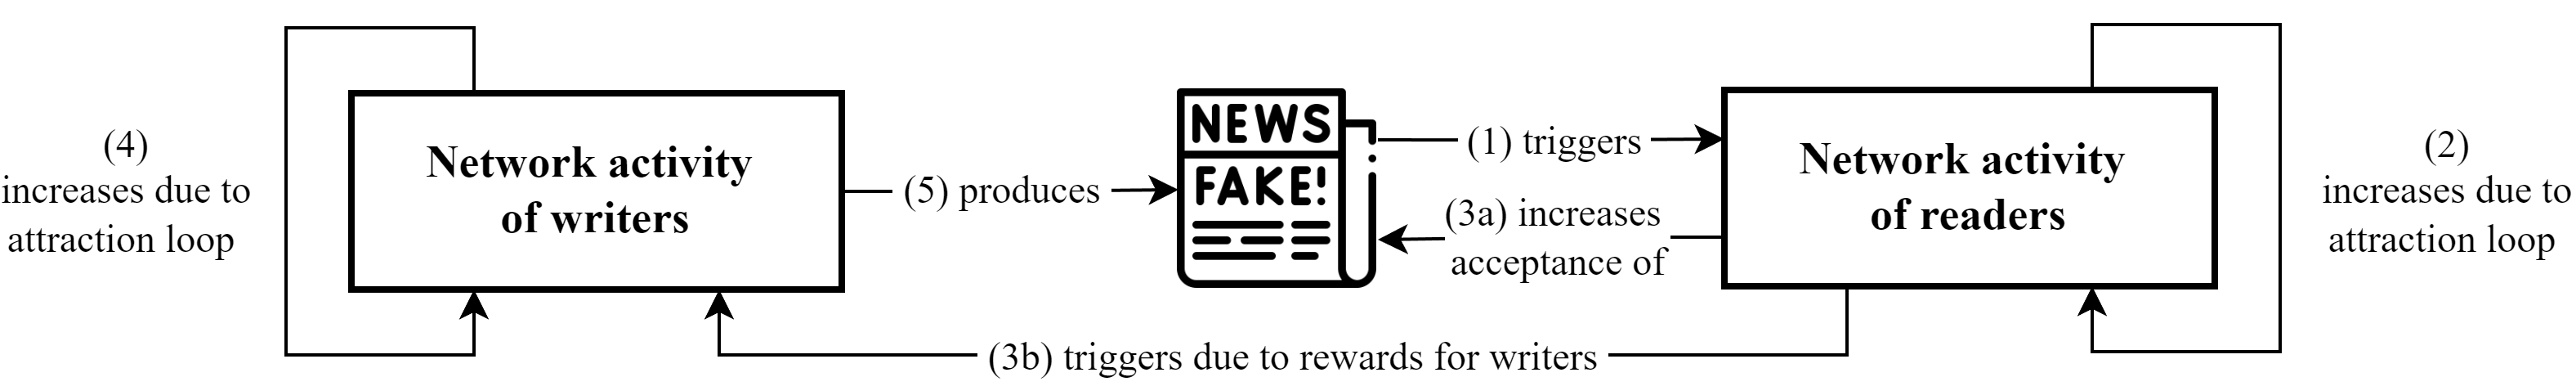 (4)
increases due to
attraction loop
Network activity
of writers
(5) produces
NEWS
FAKE!
(1) triggers
(3a) increases
acceptance of
Network activity
of readers
(2)
increases due to
attraction loop
(3b) triggers due to rewards for writers